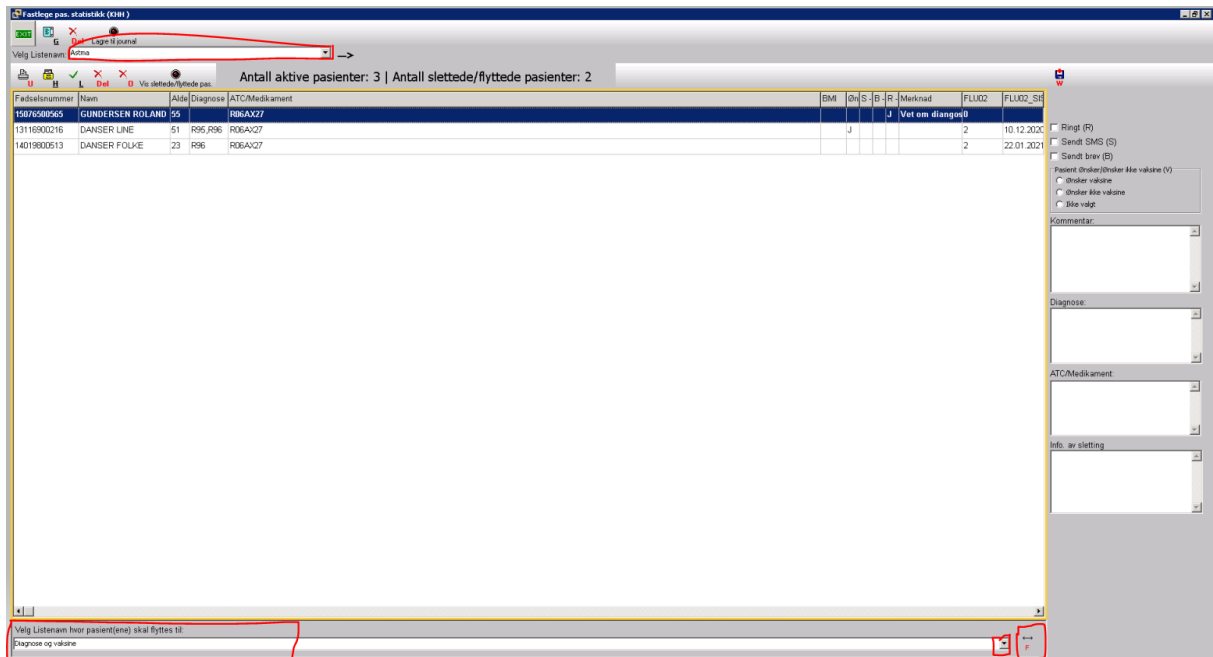 Fastlege pas. statistikk (KHH )
EXIT G Del Lagre til journal
Velg Listenavn: Astma -->
U H L Del O Vis slettede/flyttede pas. Antall aktive pasienter: 3 | Antall slettede/flyttede pasienter: 2 W
Fødselsnummer Navn Alde Diagnose ATC/Medikament BMI Øn S - B - R - Merknad FLU02 FLU02_SIS
15076500565 GUNDERSEN ROLAND 55 R06AX27 J Vet om diangos 0
13116900216 DANSER LINE 51 R95,R96 R06AX27 J 2 10.12.2020
14019800513 DANSER FOLKE 23 R96 R06AX27 2 22.01.2021
Ringt (R)
Sendt SMS (S)
Sendt brev (B)
Pasient Ønsker/Ønsker ikke vaksine (V)
Ønsker vaksine
Ønsker ikke vaksine
Ikke valgt
Kommentar:
Diagnose:
ATC/Medikament:
Info. av sletting
Velg Listenavn hvor pasient(ene) skal flyttes til:
Diagnose og vaksine F